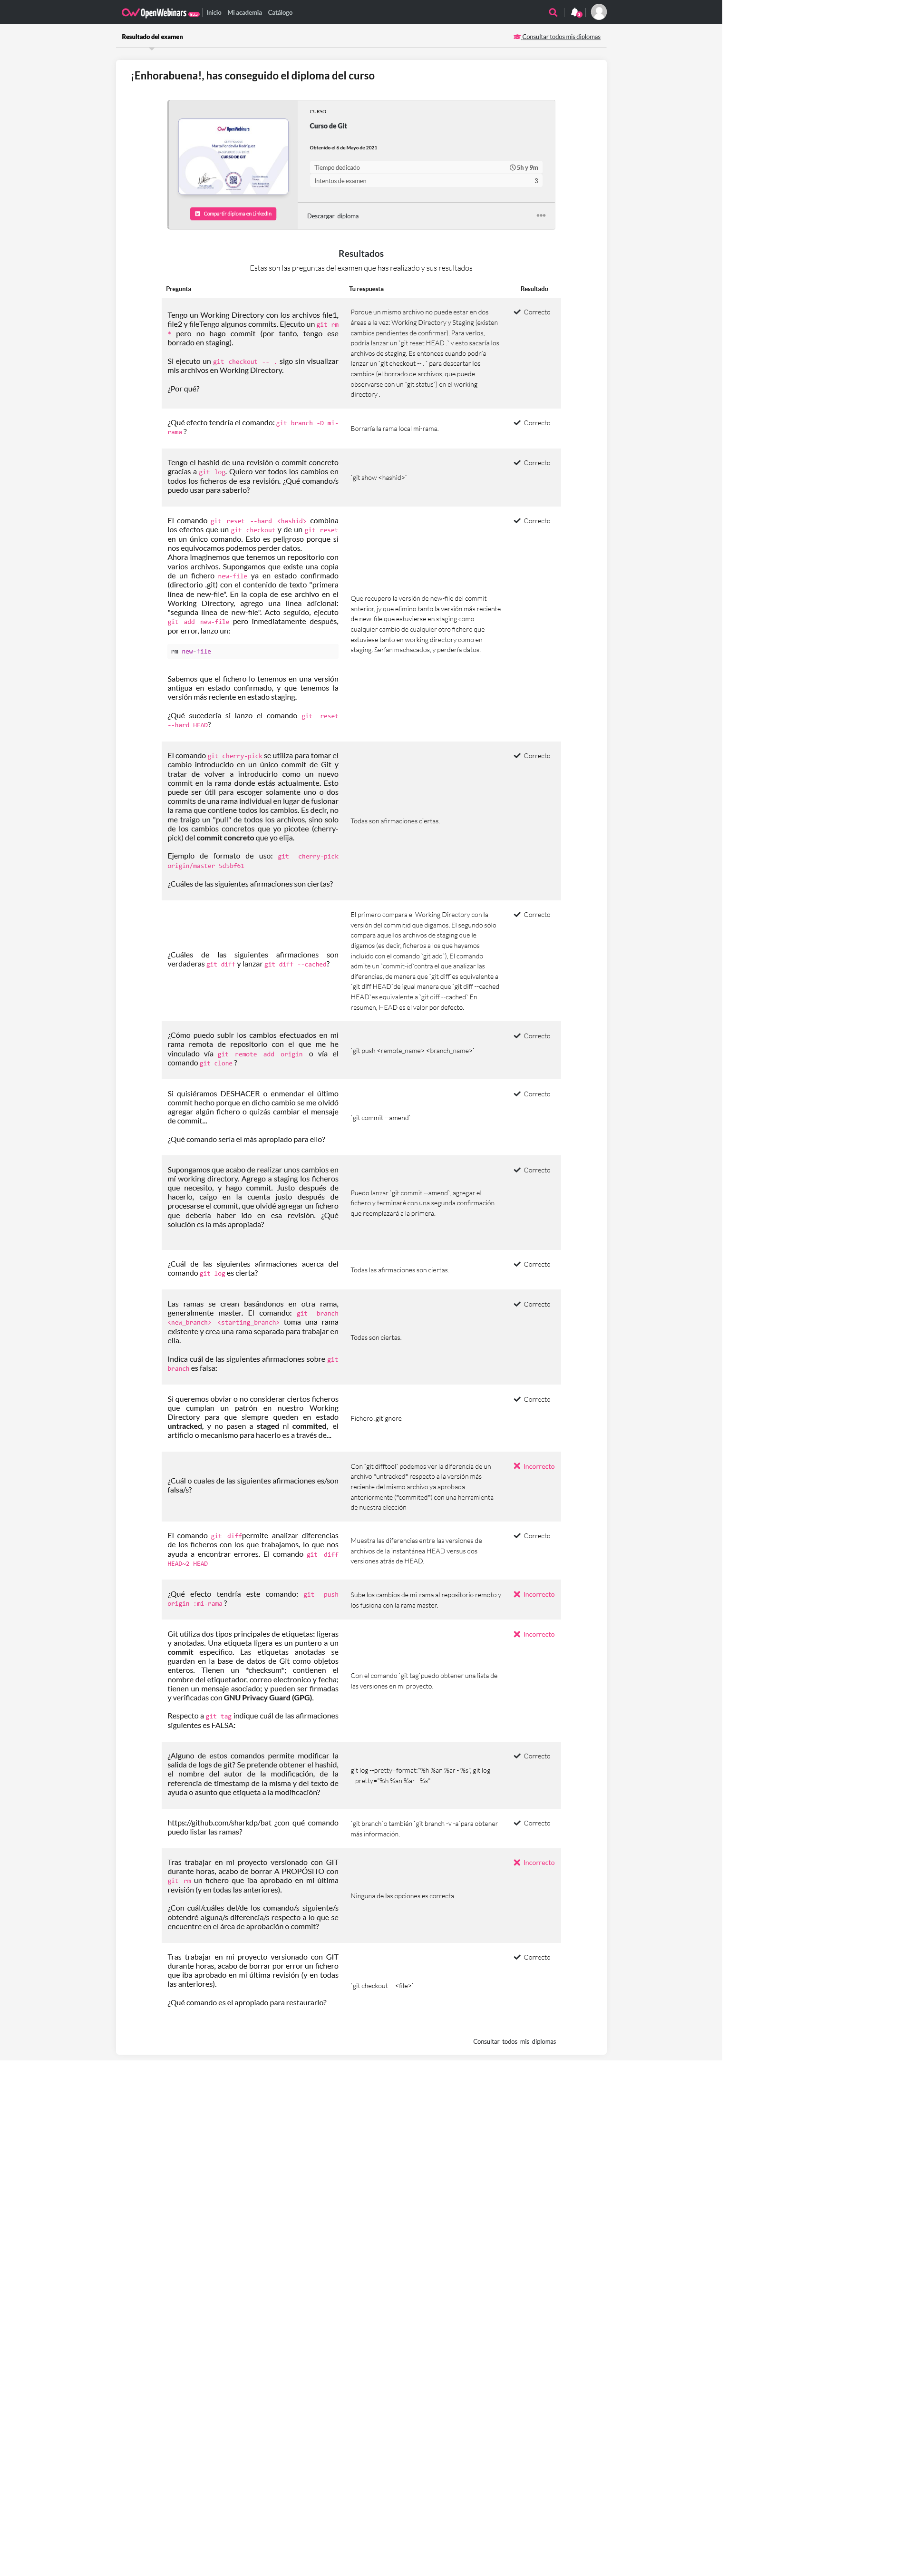 OpenWebinars
Inicio Mi academia Catálogo
Resultado del examen
Consultar todos mis diplomas
¡Enhorabuena!, has conseguido el diploma del curso
OpenWebinars
CURSO DE GIT
Compartir diploma en LinkedIn
CURSO
Curso de Git
Obtenido el 6 de Mayo de 2021
Tiempo dedicado 5h y 9m
Intentos de examen 3
Descargar diploma
Resultados
Estas son las preguntas del examen que has realizado y sus resultados
Pregunta Tu respuesta Resultado
Tengo un Working Directory con los archivos file1,
file2 y fileTengo algunos commits. Ejecuto un git rm
* pero no hago commit (por tanto, tengo ese
borrado en staging).
Si ejecuto un git checkout -- . sigo sin visualizar
mis archivos en Working Directory.
¿Por qué?
Porque un mismo archivo no puede estar en dos
áreas a la vez: Working Directory y Staging (existen
cambios pendientes de confirmar). Para verlos,
podría lanzar un `git reset HEAD .` y esto sacaría los
archivos de staging. Es entonces cuando podría
lanzar un `git checkout -- . ` para descartar los
cambios (el borrado de archivos, que puede
observarse con un `git status`) en el working
directory .
Correcto
¿Qué efecto tendría el comando: git branch -D mi-
rama ?
Borraría la rama local mi-rama.
Correcto
Tengo el hashid de una revisión o commit concreto
gracias a git log. Quiero ver todos los cambios en
todos los ficheros de esa revisión. ¿Qué comando/s
puedo usar para saberlo?
`git show <hashid>`
Correcto
El comando git reset --hard <hashid> combina
los efectos que un git checkout y de un git reset
en un único comando. Esto es peligroso porque si
nos equivocamos podemos perder datos.
Ahora imaginemos que tenemos un repositorio con
varios archivos. Supongamos que existe una copia
de un fichero new-file ya en estado confirmado
(directorio .git) con el contenido de texto "primera
línea de new-file". En la copia de ese archivo en el
Working Directory, agrego una línea adicional:
"segunda línea de new-file". Acto seguido, ejecuto
git add new-file pero inmediatamente después,
por error, lanzo un:
rm new-file
Sabemos que el fichero lo tenemos en una versión
antigua en estado confirmado, y que tenemos la
versión más reciente en estado staging.
¿Qué sucedería si lanzo el comando git reset
--hard HEAD?
Que recupero la versión de new-file del commit
anterior, ¡y que elimino tanto la versión más reciente
de new-file que estuvierse en staging como
cualquier cambio de cualquier otro fichero que
estuviese tanto en working directory como en
staging. Serían machacados, y perdería datos.
Correcto
El comando git cherry-pick se utiliza para tomar el
cambio introducido en un único commit de Git y
tratar de volver a introducirlo como un nuevo
commit en la rama donde estás actualmente. Esto
puede ser útil para escoger solamente uno o dos
commits de una rama individual en lugar de fusionar
la rama que contiene todos los cambios. Es decir, no
me traigo un "pull" de todos los archivos, sino solo
de los cambios concretos que yo picotee (cherry-
pick) del commit concreto que yo elija.
Ejemplo de formato de uso: git cherry-pick
origin/master 5d5bf61
¿Cuáles de las siguientes afirmaciones son ciertas?
Todas son afirmaciones ciertas.
Correcto
¿Cuáles de las siguientes afirmaciones son
verdaderas git diff y lanzar git diff --cached?
El primero compara el Working Directory con la
versión del commitid que digamos. El segundo sólo
compara aquellos archivos de staging que le
digamos (es decir, ficheros a los que hayamos
incluído con el comando `git add`), El comando
admite un `commit-id`contra el que analizar las
diferencias, de manera que `git diff`es equivalente a
`git diff HEAD`de igual manera que `git diff --cached
HEAD`es equivalente a `git diff --cached` En
resumen, HEAD es el valor por defecto.
Correcto
¿Cómo puedo subir los cambios efectuados en mi
rama remota de repositorio con el que me he
vinculado vía git remote add origin o vía el
comando git clone ?
`git push <remote_name> <branch_name>`
Correcto
Si quisiéramos DESHACER o enmendar el último
commit hecho porque en dicho cambio se me olvidó
agregar algún fichero o quizás cambiar el mensaje
de commit...
¿Qué comando sería el más apropiado para ello?
`git commit --amend`
Correcto
Supongamos que acabo de realizar unos cambios en
mi working directory. Agrego a staging los ficheros
que necesito, y hago commit. Justo después de
hacerlo, caigo en la cuenta justo después de
procesarse el commit, que olvidé agregar un fichero
que debería haber ido en esa revisión. ¿Qué
solución es la más apropiada?
Puedo lanzar `git commit --amend`, agregar el
fichero y terminaré con una segunda confirmación
que reemplazará a la primera.
Correcto
¿Cuál de las siguientes afirmaciones acerca del
comando git log es cierta?
Todas las afirmaciones son ciertas.
Correcto
Las ramas se crean basándonos en otra rama,
generalmente master. El comando: git branch
<new_branch> <starting_branch> toma una rama
existente y crea una rama separada para trabajar en
ella.
Indica cuál de las siguientes afirmaciones sobre git
branch es falsa:
Todas son ciertas.
Correcto
Si queremos obviar o no considerar ciertos ficheros
que cumplan un patrón en nuestro Working
Directory para que siempre queden en estado
untracked, y no pasen a staged ni commited, el
artificio o mecanismo para hacerlo es a través de...
Fichero .gitignore
Correcto
¿Cuál o cuales de las siguientes afirmaciones es/son
falsa/s?
Con `git difftool` podemos ver la diferencia de un
archivo *untracked* respecto a la versión más
reciente del mismo archivo ya aprobada
anteriormente (*commited*) con una herramienta
de nuestra elección
Incorrecto
El comando git diffpermite analizar diferencias
de los ficheros con los que trabajamos, lo que nos
ayuda a encontrar errores. El comando git diff
HEAD~2 HEAD
Muestra las diferencias entre las versiones de
archivos de la instantánea HEAD versus dos
versiones atrás de HEAD.
Correcto
¿Qué efecto tendría este comando: git push
origin :mi-rama ?
Sube los cambios de mi-rama al repositorio remoto y
los fusiona con la rama master.
Incorrecto
Git utiliza dos tipos principales de etiquetas: ligeras
y anotadas. Una etiqueta ligera es un puntero a un
commit específico. Las etiquetas anotadas se
guardan en la base de datos de Git como objetos
enteros. Tienen un "checksum"; contienen el
nombre del etiquetador, correo electronico y fecha;
tienen un mensaje asociado; y pueden ser firmadas
y verificadas con GNU Privacy Guard (GPG).
Respecto a git tag indique cuál de las afirmaciones
siguientes es FALSA:
Con el comando `git tag`puedo obtener una lista de
las versiones en mi proyecto.
Incorrecto
¿Alguno de estos comandos permite modificar la
salida de logs de git? Se pretende obtener el hashid,
el nombre del autor de la modificación, de la
referencia de timestamp de la misma y del texto de
ayuda o asunto que etiqueta a la modificación?
git log --pretty=format:"%h %an %ar - %s", git log
--pretty="%h %an %ar - %s"
Correcto
https://github.com/sharkdp/bat ¿con qué comando
puedo listar las ramas?
`git branch`o también `git branch -v -a`para obtener
más información.
Correcto
Tras trabajar en mi proyecto versionado con GIT
durante horas, acabo de borrar A PROPÓSITO con
git rm un fichero que iba aprobado en mi última
revisión (y en todas las anteriores).
¿Con cuál/cuáles del/de los comando/s siguiente/s
obtendré alguna/s diferencia/s respecto a lo que se
encuentre en el área de aprobación o commit?
Ninguna de las opciones es correcta.
Incorrecto
Tras trabajar en mi proyecto versionado con GIT
durante horas, acabo de borrar por error un fichero
que iba aprobado en mi última revisión (y en todas
las anteriores).
¿Qué comando es el apropiado para restaurarlo?
`git checkout -- <file>`
Correcto
Consultar todos mis diplomas